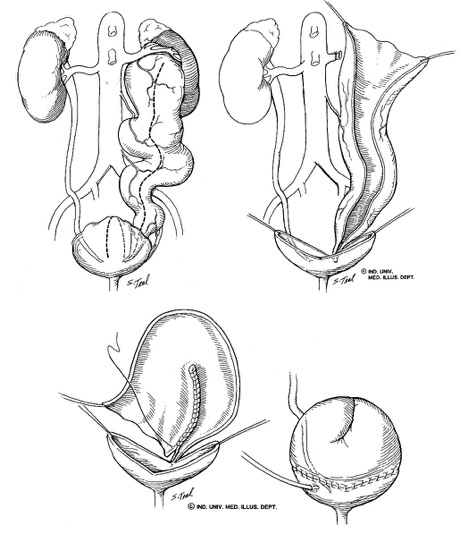 S. Teal
S. Teal
© IND. UNIV.
MED. ILLUS. DEPT.
S. Teal
© IND. UNIV. MED. ILLUS. DEPT.